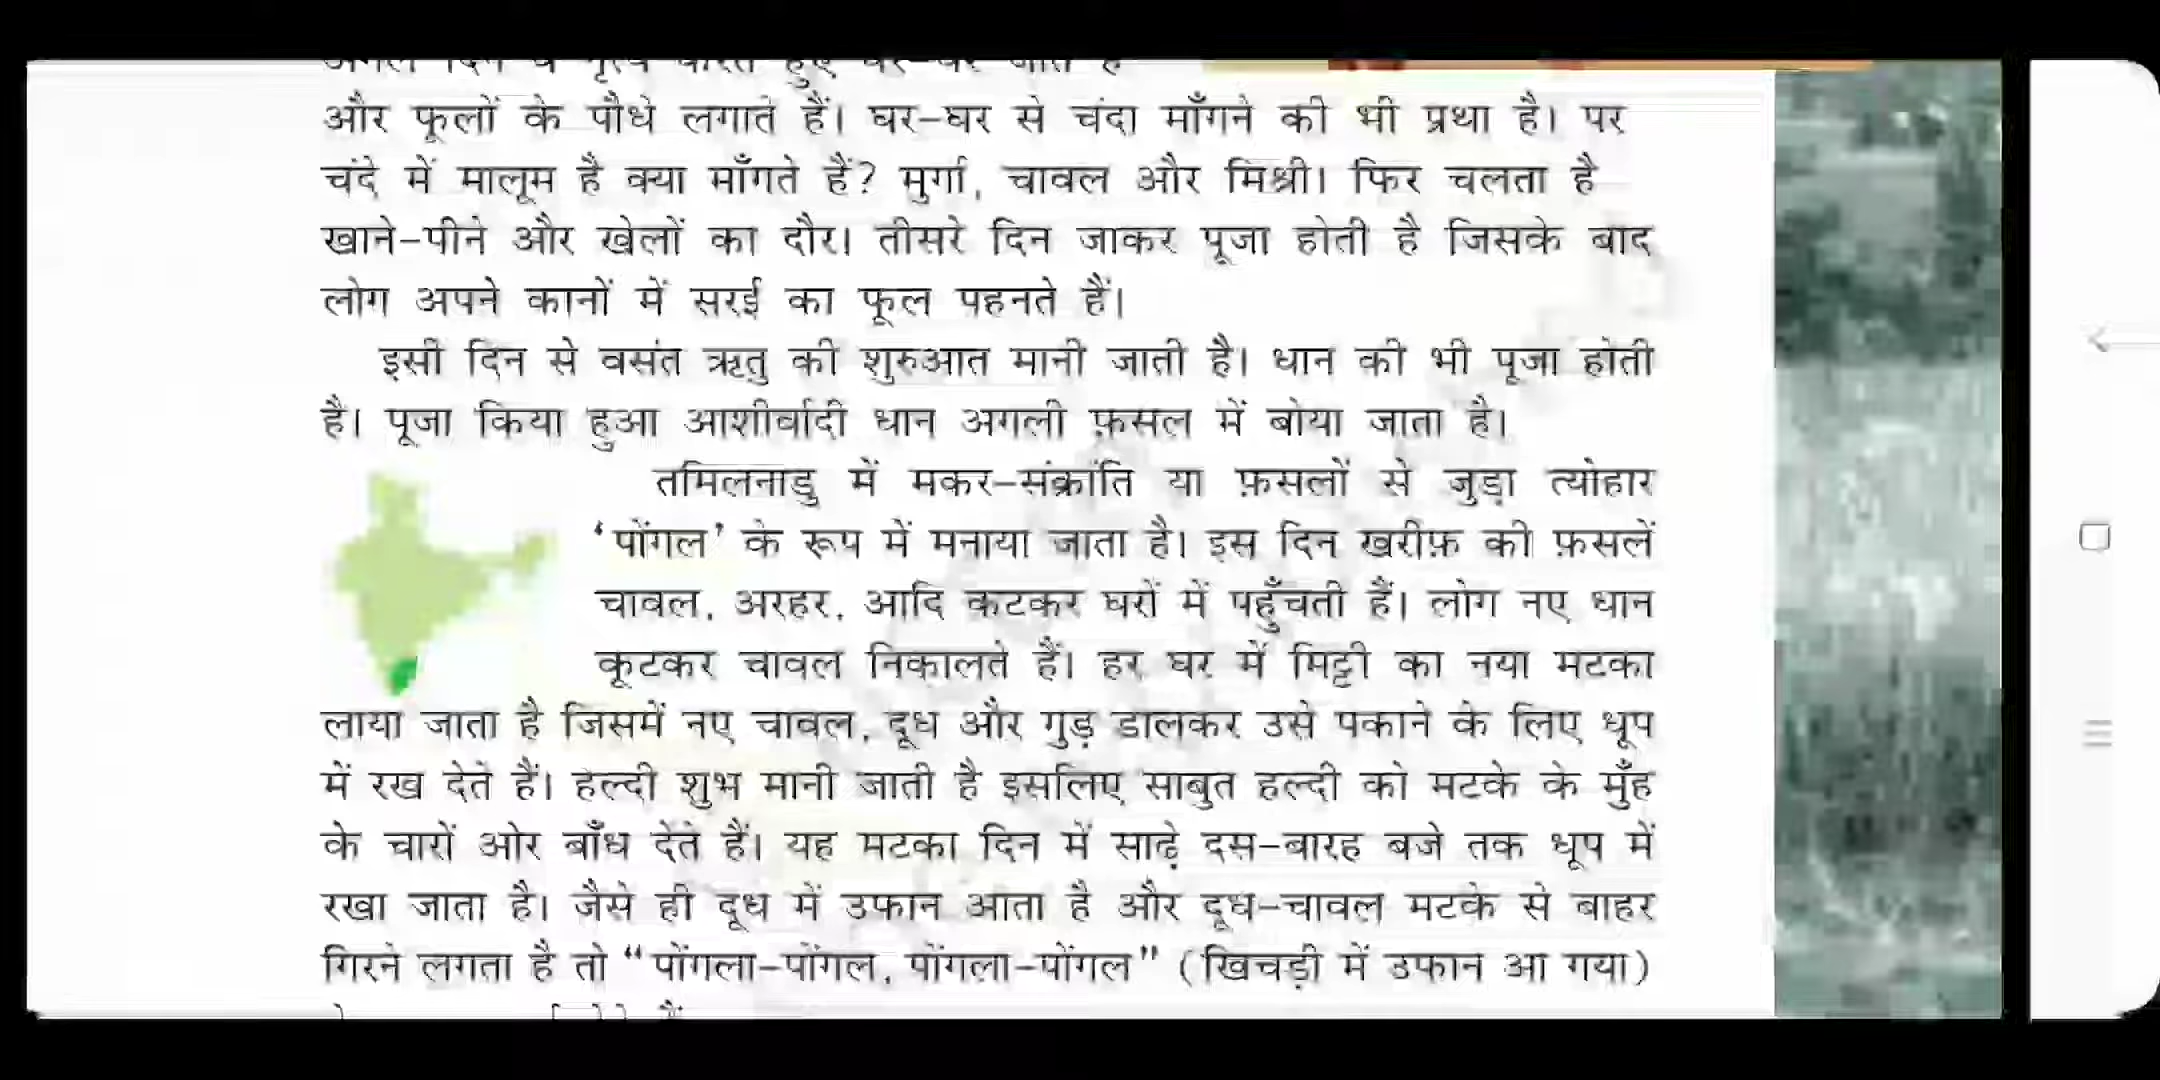 और फूलों के पौधे लगाते हैं। घर-घर से चंदा माँगने की भी प्रथा है। पर
चंदे में मालूम है क्या माँगते हैं? मुर्गा, चावल और मिश्री। फिर चलता है
खाने-पीने और खेलों का दौर। तीसरे दिन जाकर पूजा होती है जिसके बाद
लोग अपने कानों में सरई का फूल पहनते हैं।
इसी दिन से वसंत ऋतु की शुरुआत मानी जाती है। धान की भी पूजा होती
है। पूजा किया हुआ आशीर्वादी धान अगली फ़सल में बोया जाता है।
तमिलनाडु में मकर-संक्रांति या फ़सलों से जुड़ा त्योहार
‘पोंगल’ के रूप में मनाया जाता है। इस दिन खरीफ़ की फ़सलें
चावल, अरहर, आदि कटकर घरों में पहुँचती हैं। लोग नए धान
कूटकर चावल निकालते हैं। हर घर में मिट्टी का नया मटका
लाया जाता है जिसमें नए चावल, दूध और गुड़ डालकर उसे पकाने के लिए धूप
में रख देते हैं। हल्दी शुभ मानी जाती है इसलिए साबुत हल्दी को मटके के मुँह
के चारों ओर बाँध देते हैं। यह मटका दिन में साढ़े दस-बारह बजे तक धूप में
रखा जाता है। जैसे ही दूध में उफान आता है और दूध-चावल मटके से बाहर
गिरने लगता है तो “पोंगला-पोंगल, पोंगला-पोंगल” (खिचड़ी में उफान आ गया)